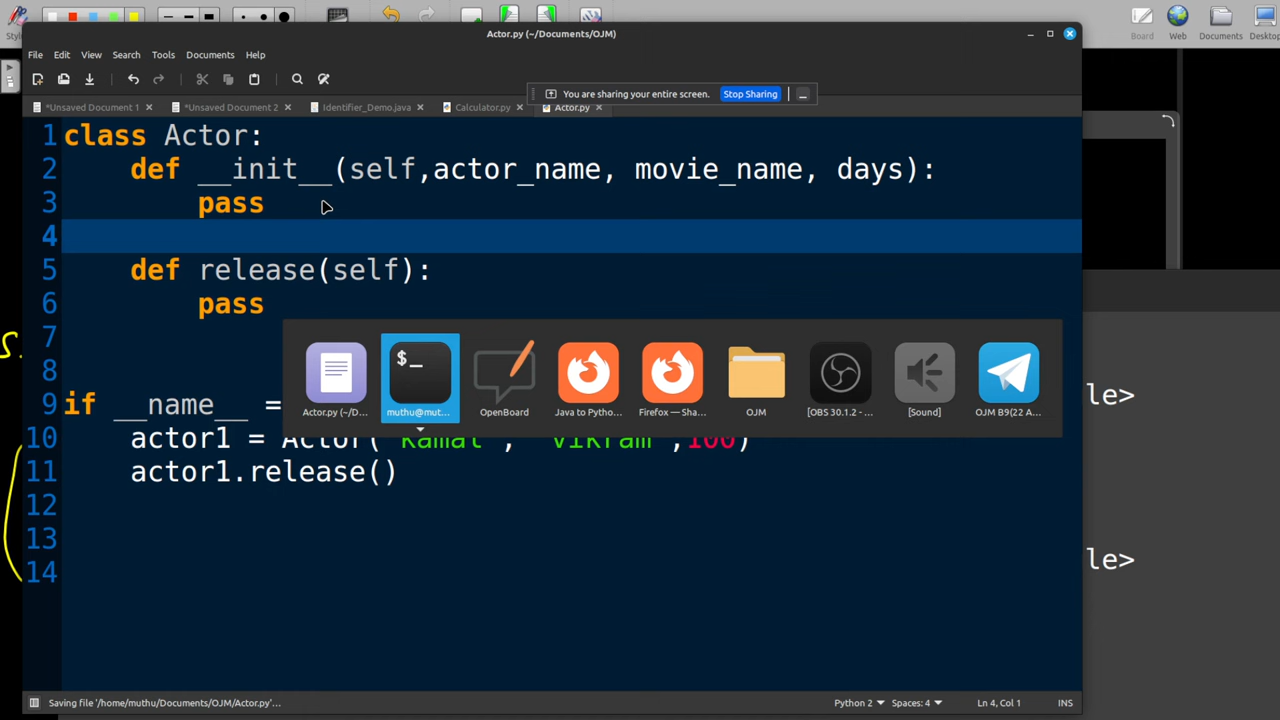 Style
Board
Web
Documents
Desktop
Actor.py (~/Documents/OJM)
File Edit View Search Tools Documents Help
You are sharing your entire screen. Stop Sharing
*Unsaved Document 1
*Unsaved Document 2
Identifier_Demo.java
Calculator.py
Actor.py
1 class Actor:
2 def __init__(self,actor_name, movie_name, days):
3 pass
4
5 def release(self):
6 pass
7
8
9 if __name__ =
10 actor1 = Actor(" Kamal ", " Vikram ",100)
11 actor1.release()
12
13
14
le>
le>
$_
Actor.py (~/D...
muthu@mut...
OpenBoard
Java to Pytho...
Firefox — Sha...
OJM
[OBS 30.1.2 - ...
[Sound]
OJM B9(22 A...
Saving file '/home/muthu/Documents/OJM/Actor.py'...
Python 2
Spaces: 4
Ln 4, Col 1
INS